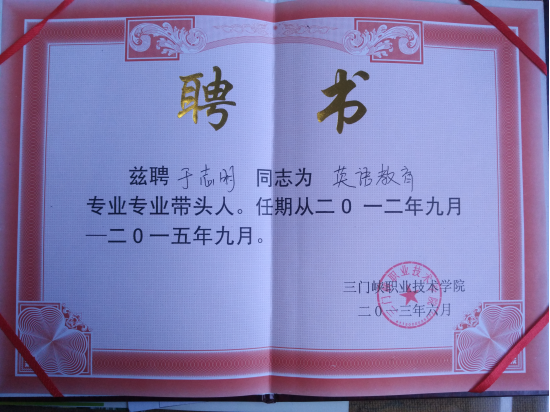 聘 书
兹聘 于志明 同志为 英语教育
专业专业带头人。任期从二0一二年九月
一二0一五年九月。
三门峡职业技术学院
二0一三年六月